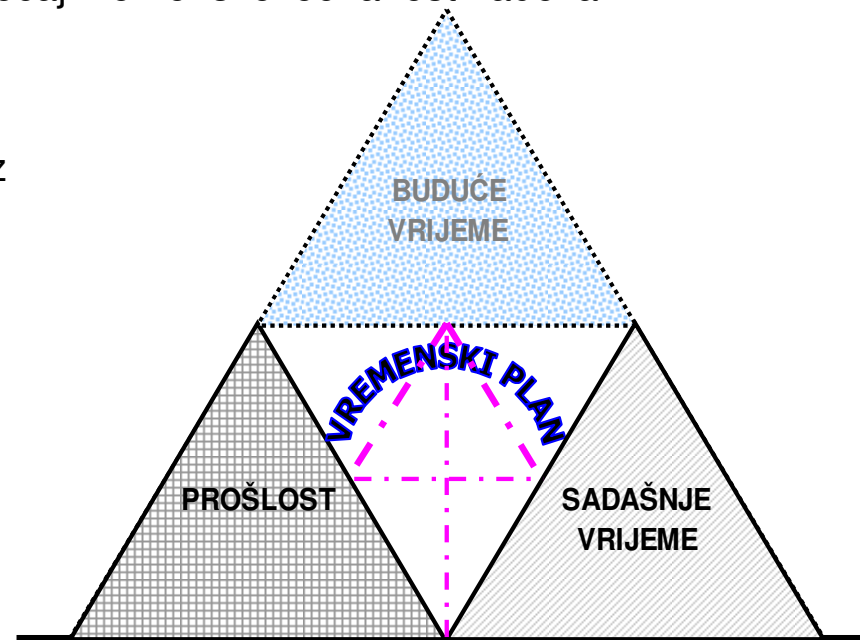 BUDUĆE
VRIJEME
VREMENSKI PLAN
PROŠLOST
SADAŠNJE
VRIJEME